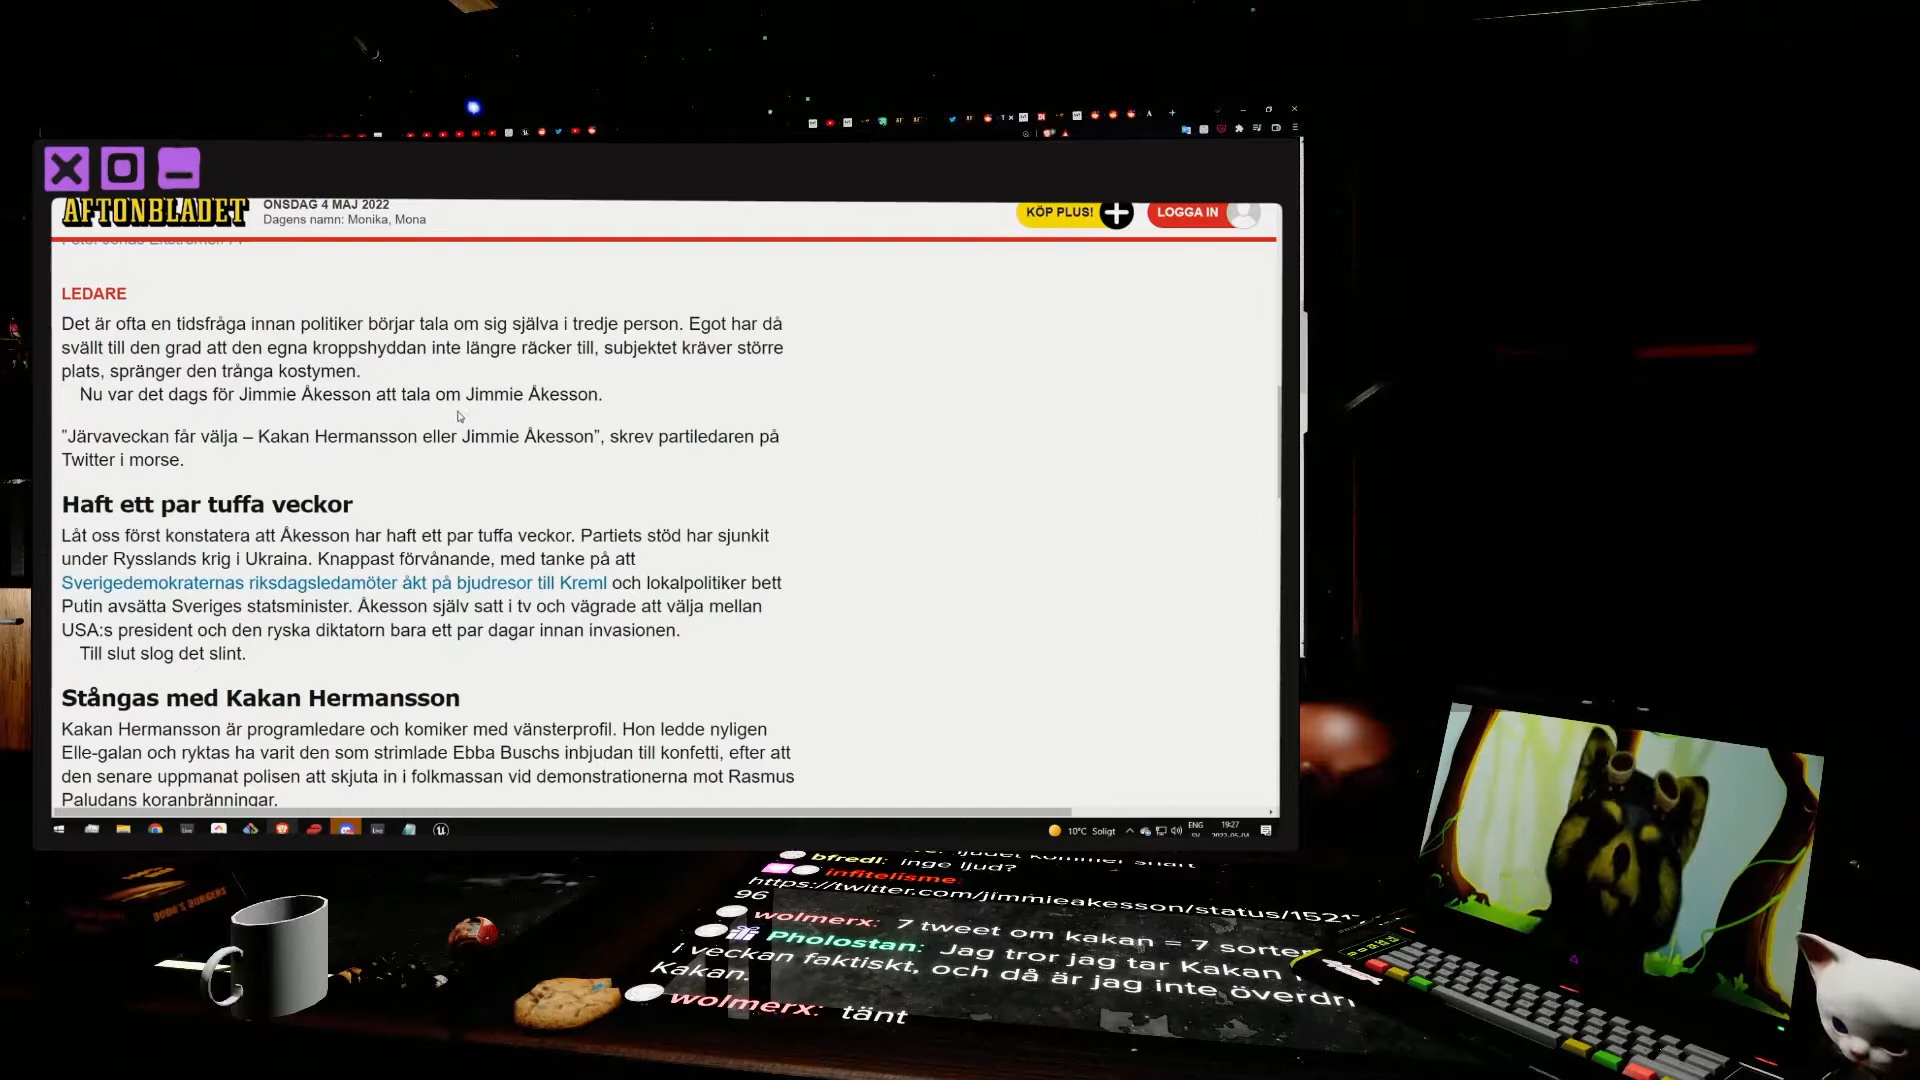 AFTONBLADET
ONSDAG 4 MAJ 2022
Dagens namn: Monika, Mona
KÖP PLUS!
LOGGA IN
LEDARE
Det är ofta en tidsfråga innan politiker börjar tala om sig själva i tredje person. Egot har då
svällt till den grad att den egna kroppshyddan inte längre räcker till, subjektet kräver större
plats, spränger den trånga kostymen.
Nu var det dags för Jimmie Åkesson att tala om Jimmie Åkesson.
”Järvaveckan får välja – Kakan Hermansson eller Jimmie Åkesson”, skrev partiledaren på
Twitter i morse.
Haft ett par tuffa veckor
Låt oss först konstatera att Åkesson har haft ett par tuffa veckor. Partiets stöd har sjunkit
under Rysslands krig i Ukraina. Knappast förvånande, med tanke på att
Sverigedemokraternas riksdagsledamöter åkt på bjudresor till Kreml och lokalpolitiker bett
Putin avsätta Sveriges statsminister. Åkesson själv satt i tv och vägrade att välja mellan
USA:s president och den ryska diktatorn bara ett par dagar innan invasionen.
Till slut slog det slint.
Stångas med Kakan Hermansson
Kakan Hermansson är programledare och komiker med vänsterprofil. Hon ledde nyligen
Elle-galan och ryktas ha varit den som strimlade Ebba Buschs inbjudan till konfetti, efter att
den senare uppmanat polisen att skjuta in i folkmassan vid demonstrationerna mot Rasmus
Paludans koranbränningar.
10°C Soligt
ENG
19:27
SV
2022-05-04
ljudet kommer snart
bfredl: inge ljud?
infitelisme:
https://twitter.com/jimmieakesson/status/1521
96
wolmerx: 7 tweet om kakan = 7 sorter
Pholostan: Jag tror jag tar Kakan
i veckan faktiskt, och då är jag inte överdri
Kakan.
wolmerx: tänt